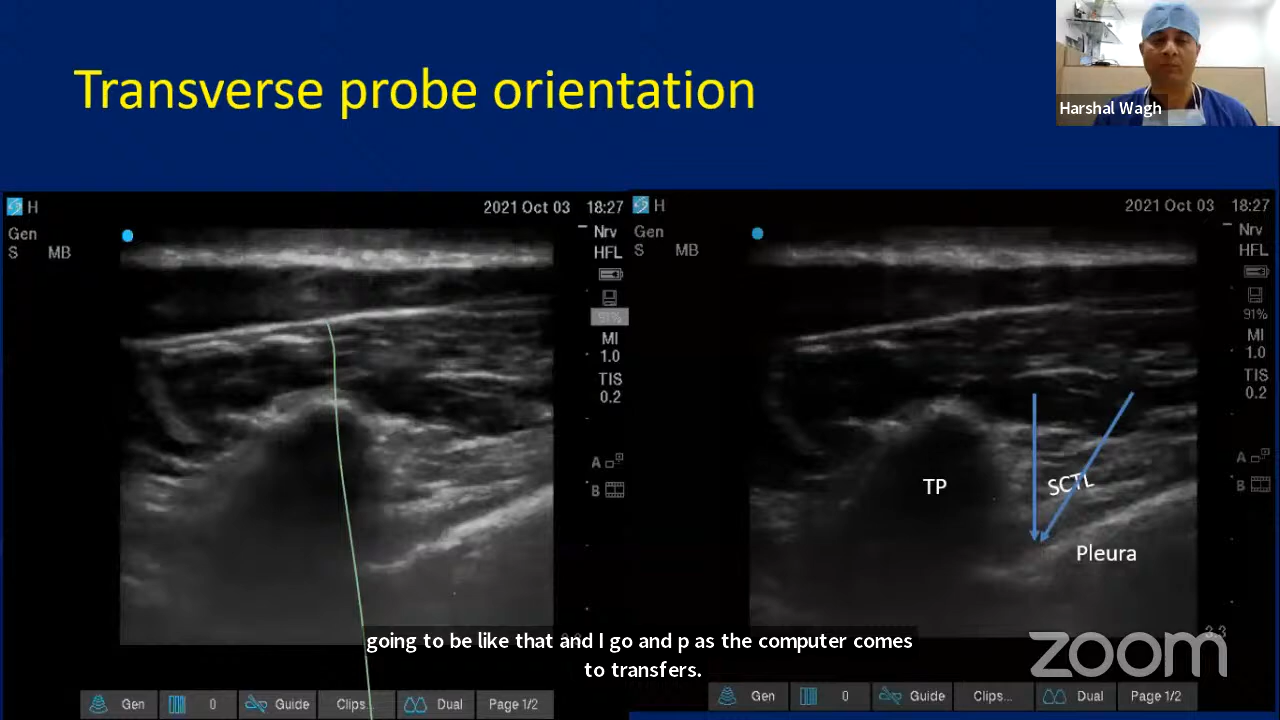 Transverse probe orientation
Harshal Wagh
H
2021 Oct 03 18:27
Gen
S MB
Nrv
HFL
91%
MI
1.0
TIS
0.2
A
B
Gen
0
Guide
Clips...
Dual
Page 1/2
H
2021 Oct 03 18:27
Gen
S MB
Nrv
HFL
91%
MI
1.0
TIS
0.2
A
B
TP
SCTL
Pleura
3.3
Gen
0
Guide
Clips...
Dual
Page 1/2
going to be like that and I go and p as the computer comes
to transfers.
zoom